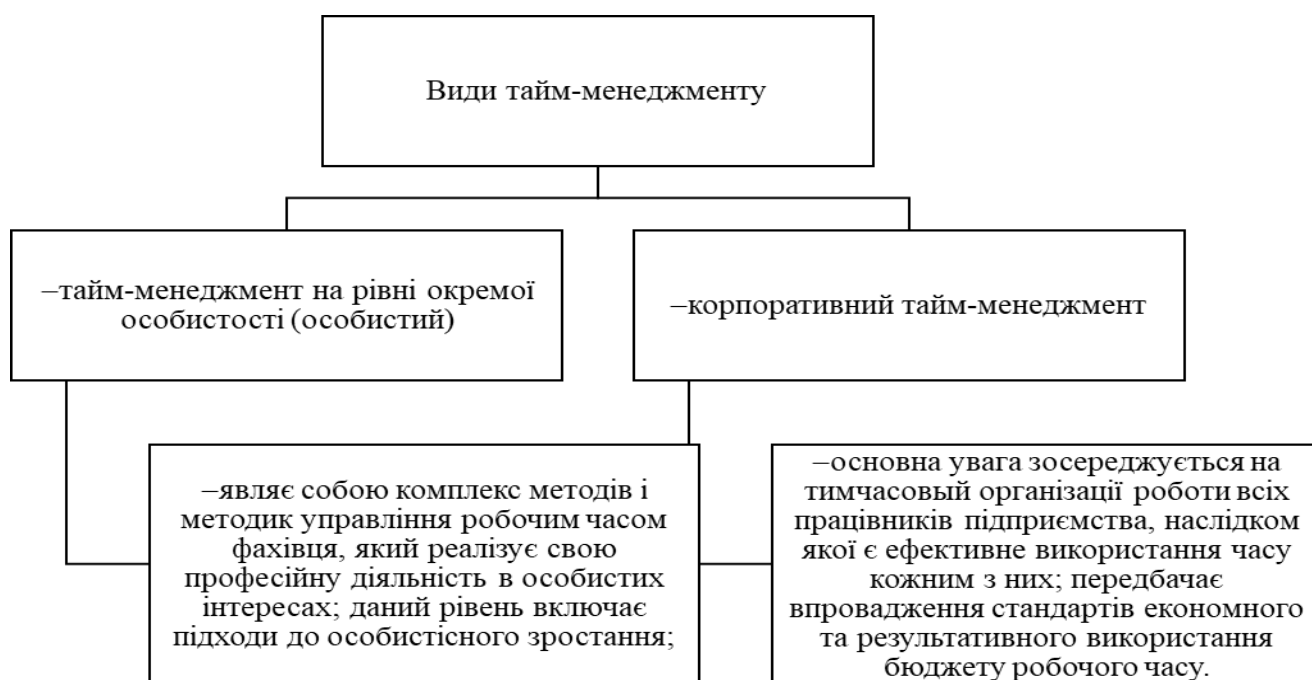 Види тайм-менеджменту
–тайм-менеджмент на рівні окремої
особистості (особистий)
–корпоративний тайм-менеджмент
–являє собою комплекс методів і
методик управління робочим часом
фахівця, який реалізує свою
професійну діяльність в особистих
інтересах; даний рівень включає
підходи до особистісного зростання;
–основна увага зосереджується на
тимчасовый організації роботи всіх
працівників підприємства, наслідком
якої є ефективне використання часу
кожним з них; передбачає
впровадження стандартів економного
та результативного використання
бюджету робочого часу.